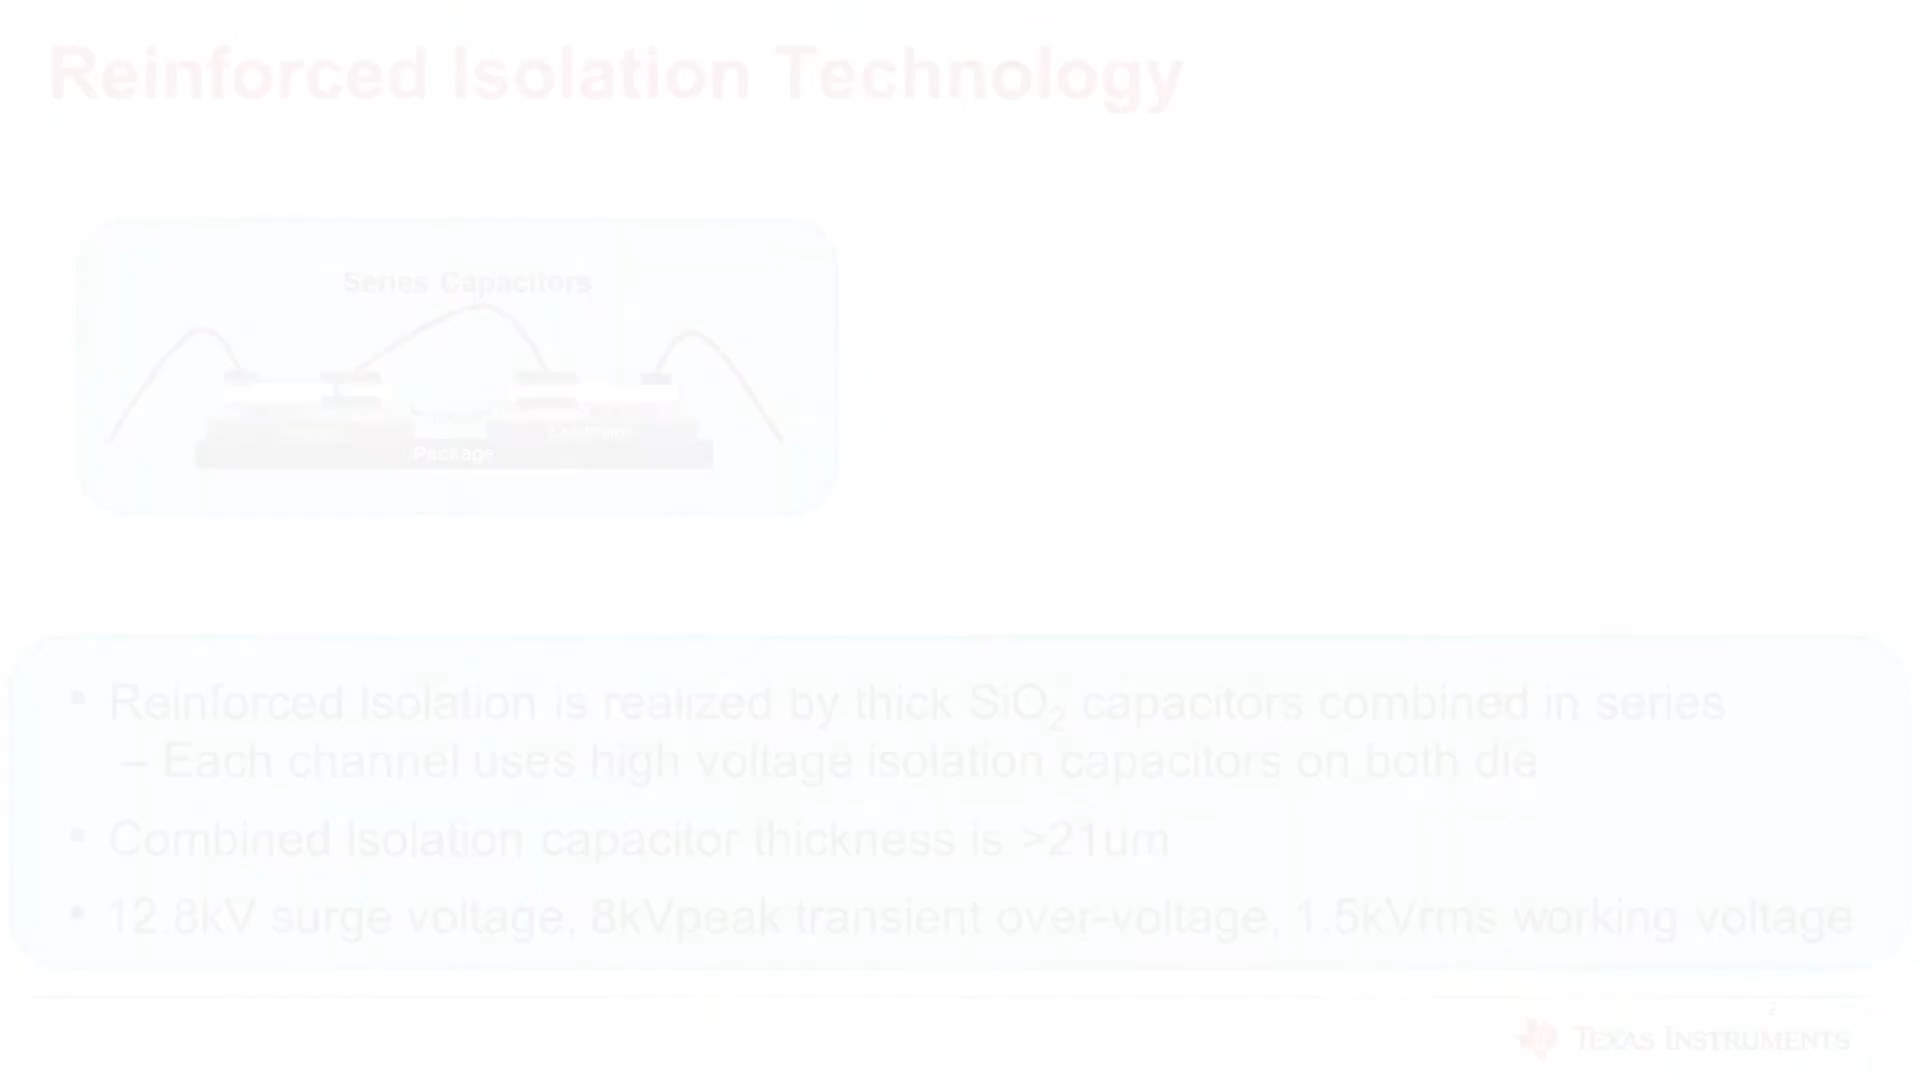 Reinforced Isolation Technology
Series Capacitors
Package
• Reinforced Isolation is realized by thick SiO₂ capacitors combined in series
– Each channel uses high voltage isolation capacitors on both die
• Combined Isolation capacitor thickness is >21um
• 12.8kV surge voltage, 8kVpeak transient over-voltage, 1.5kVrms working voltage
2
TEXAS INSTRUMENTS